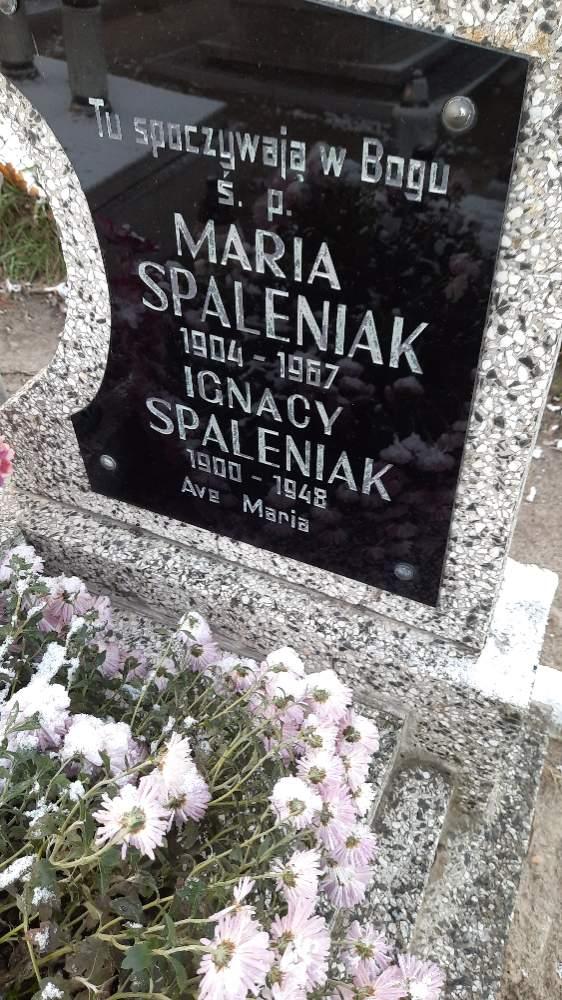 Tu spoczywają w Bogu
ś. p.
MARIA
SPALENIAK
1904 - 1967
IGNACY
SPALENIAK
1900 - 1948
Ave Maria